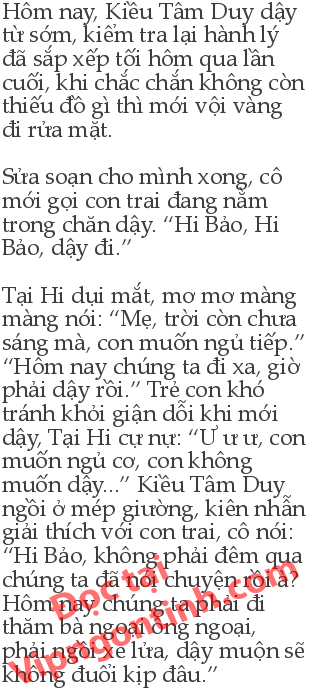 Hôm nay, Kiều Tâm Duy dậy
từ sớm, kiểm tra lại hành lý
đã sắp xếp tối hôm qua lần
cuối, khi chắc chắn không còn
thiếu đồ gì thì mới vội vàng
đi rửa mặt.

Sửa soạn cho mình xong, cô
mới gọi con trai đang nằm
trong chăn dậy. “Hi Bảo, Hi
Bảo, dậy đi.”

Tại Hi dụi mắt, mơ mơ màng
màng nói: “Mẹ, trời còn chưa
sáng mà, con muốn ngủ tiếp.”
“Hôm nay chúng ta đi xa, giờ
phải dậy rồi.” Trẻ con khó
tránh khỏi giận dỗi khi mới
dậy, Tại Hi cự nự: “Ư ư ư, con
muốn ngủ cơ, con không
muốn dậy...” Kiều Tâm Duy
ngồi ở mép giường, kiên nhẫn
giải thích với con trai, cô nói:
“Hi Bảo, không phải đêm qua
chúng ta đã nói chuyện rồi à?
Hôm nay chúng ta phải đi
thăm bà ngoại ông ngoại,
phải ngồi xe lửa, dậy muộn sẽ
không đuổi kịp đâu.”
Đọc tại
Vipngontinh.com